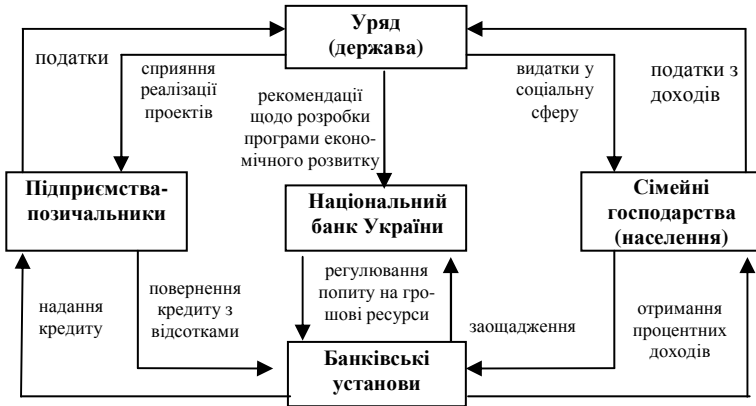 Уряд
(держава)
податки
сприяння
реалізації
проектів
рекомендації
щодо розробки
програми еконо-
мічного розвитку
видатки у
соціальну
сферу
податки з
доходів
Підприємства-
позичальники
Національний
банк України
Сімейні
господарства
(населення)
надання
кредиту
повернення
кредиту з
відсотками
регулювання
попиту на гро-
шові ресурси
заощадження
отримання
процентних
доходів
Банківські
установи